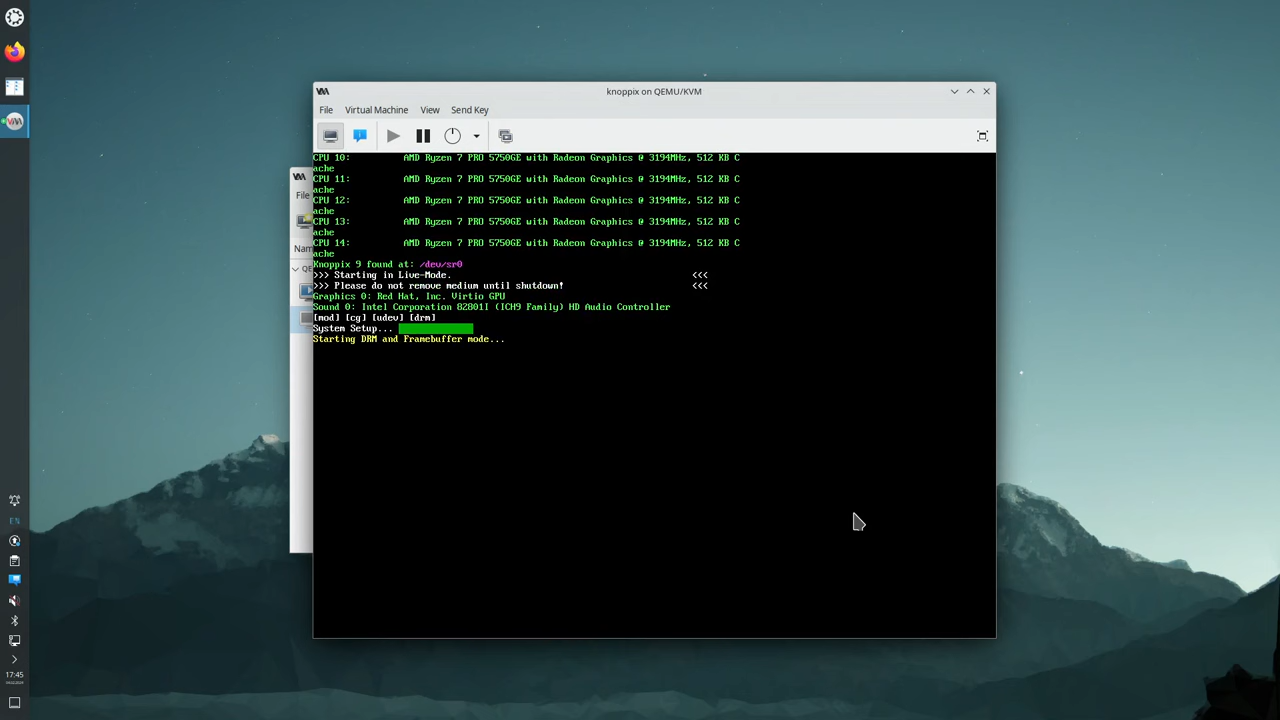 knoppix on QEMU/KVM
File Virtual Machine View Send Key
CPU 10: AMD Ryzen 7 PRO 5750GE with Radeon Graphics @ 3194MHz, 512 KB C
ache
CPU 11: AMD Ryzen 7 PRO 5750GE with Radeon Graphics @ 3194MHz, 512 KB C
ache
CPU 12: AMD Ryzen 7 PRO 5750GE with Radeon Graphics @ 3194MHz, 512 KB C
ache
CPU 13: AMD Ryzen 7 PRO 5750GE with Radeon Graphics @ 3194MHz, 512 KB C
ache
CPU 14: AMD Ryzen 7 PRO 5750GE with Radeon Graphics @ 3194MHz, 512 KB C
ache
Knoppix 9 found at: /dev/sr0
>>> Starting in Live-Mode. <<<
>>> Please do not remove medium until shutdown! <<<
Graphics 0: Red Hat, Inc. Virtio GPU
Sound 0: Intel Corporation 82801I (ICH9 Family) HD Audio Controller
[mod] [cg] [udev] [drm]
System Setup...
Starting DRM and Framebuffer mode...
File
Nam
QE
EN
17:45